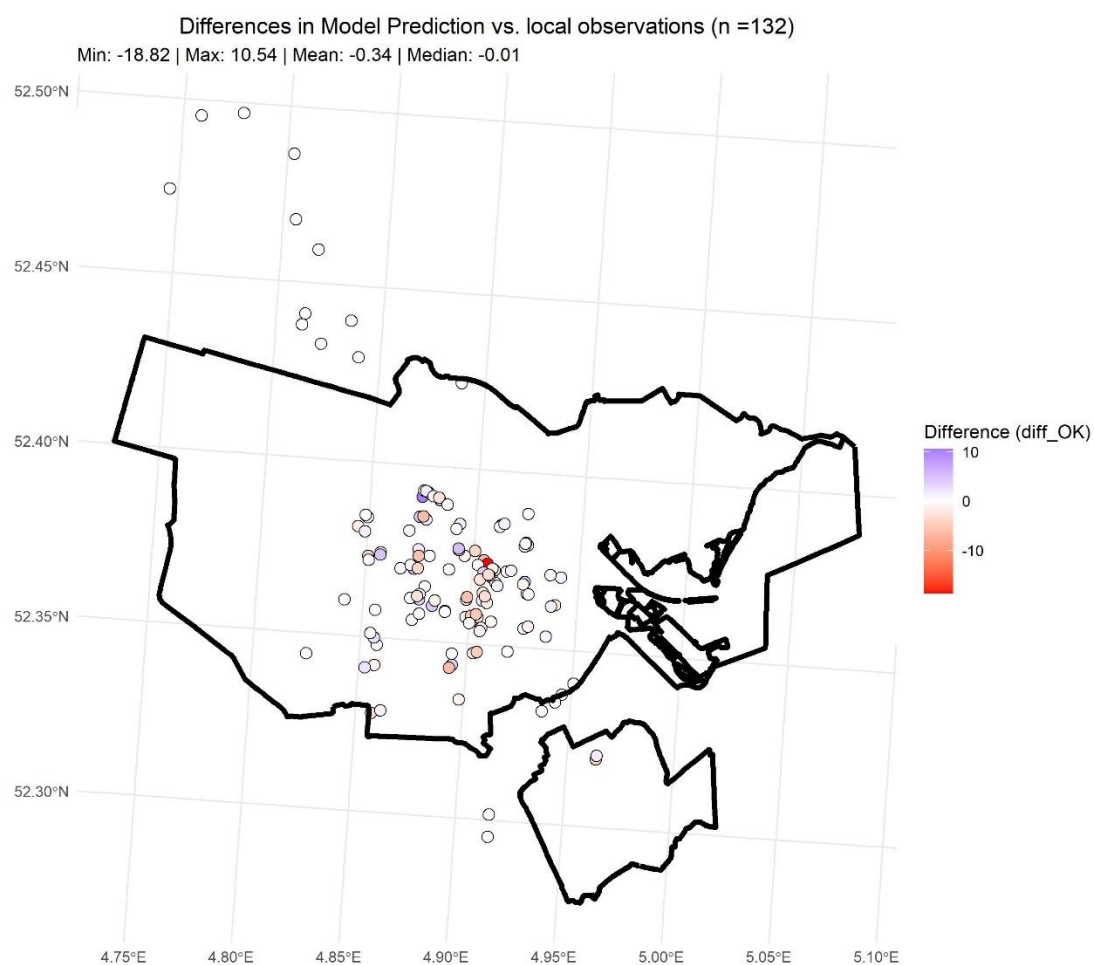 Differences in Model Prediction vs. local observations (n =132)
Min: -18.82 | Max: 10.54 | Mean: -0.34 | Median: -0.01
52.50°N
52.45°N
52.40°N
52.35°N
52.30°N
Difference (diff_OK)
10
0
-10
4.75°E 4.80°E 4.85°E 4.90°E 4.95°E 5.00°E 5.05°E 5.10°E